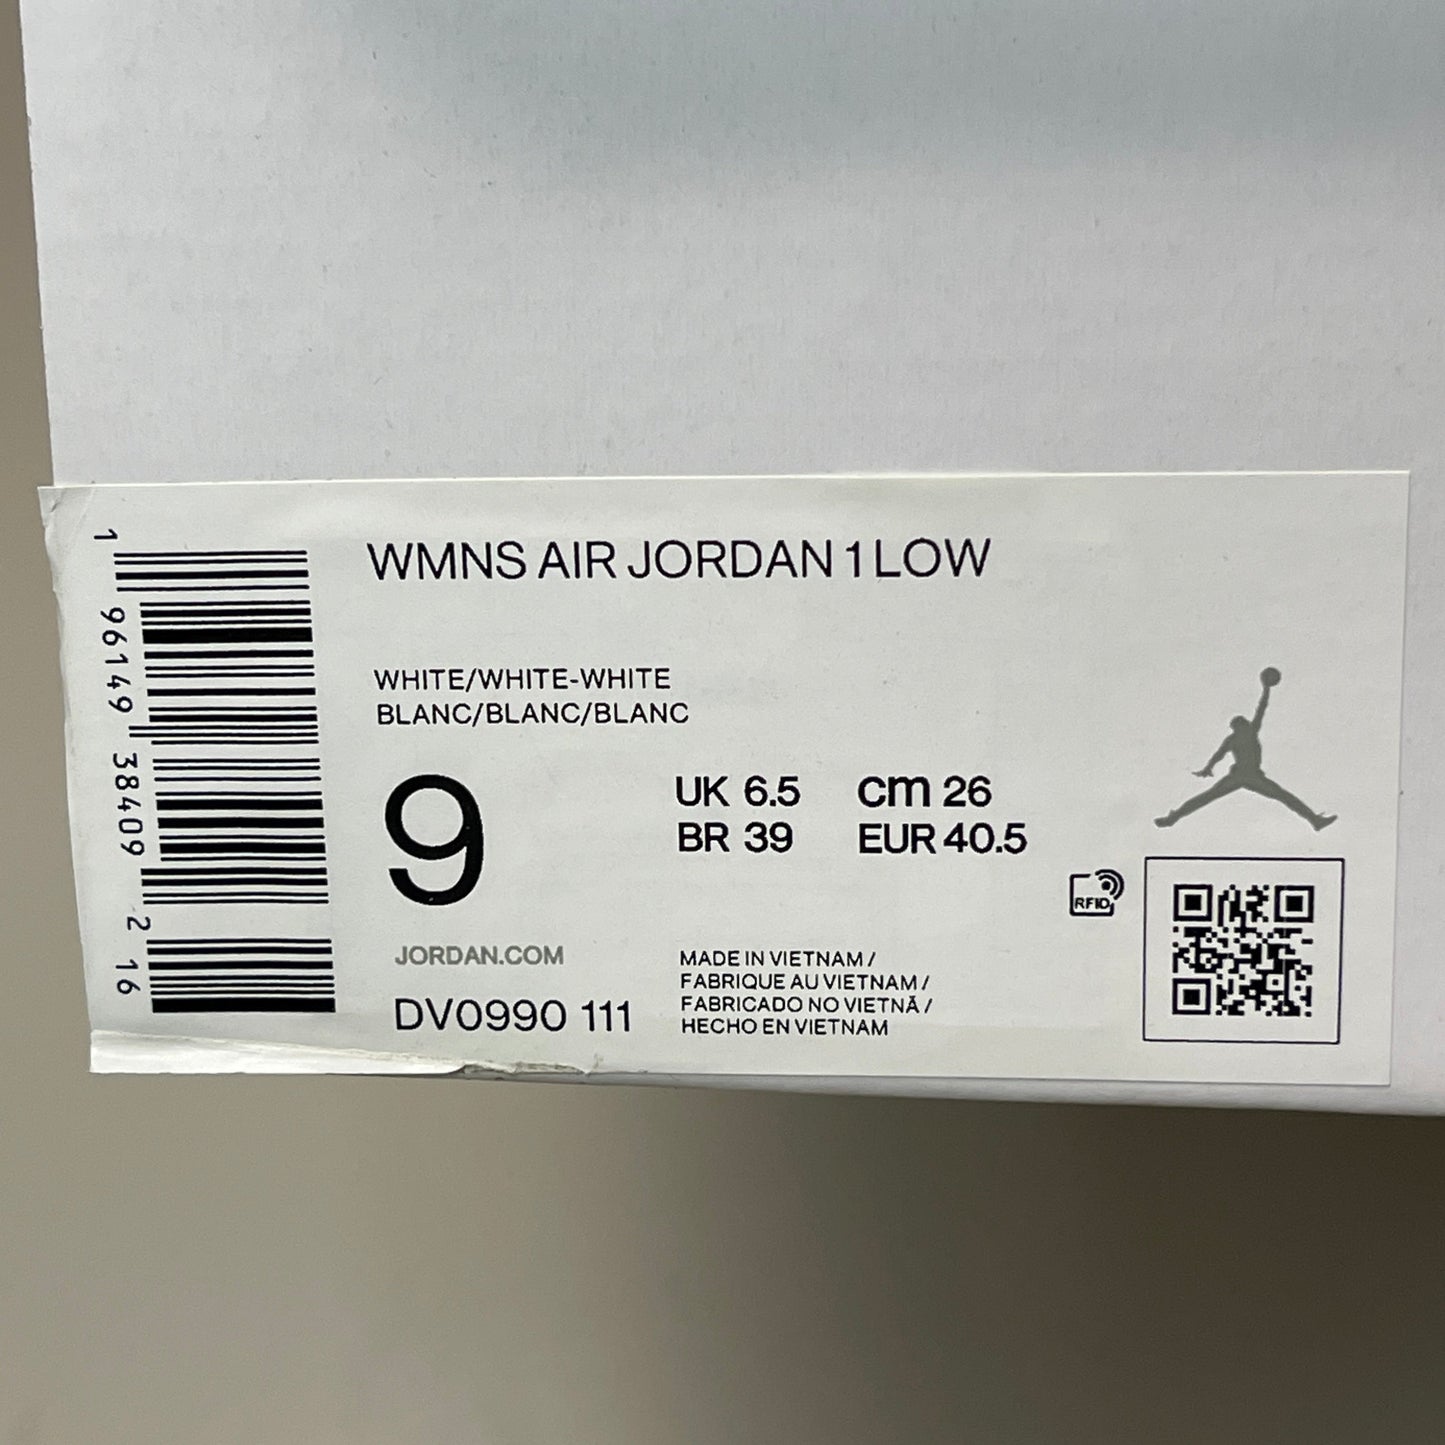 WMNS AIR JORDAN 1 LOW
WHITE/WHITE-WHITE
BLANC/BLANC/BLANC
9
UK 6.5 cm 26
BR 39 EUR 40.5
RFID
JORDAN.COM
DV0990 111
MADE IN VIETNAM /
FABRIQUE AU VIETNAM /
FABRICADO NO VIETNÃ /
HECHO EN VIETNAM
1 96149 38409 2 16